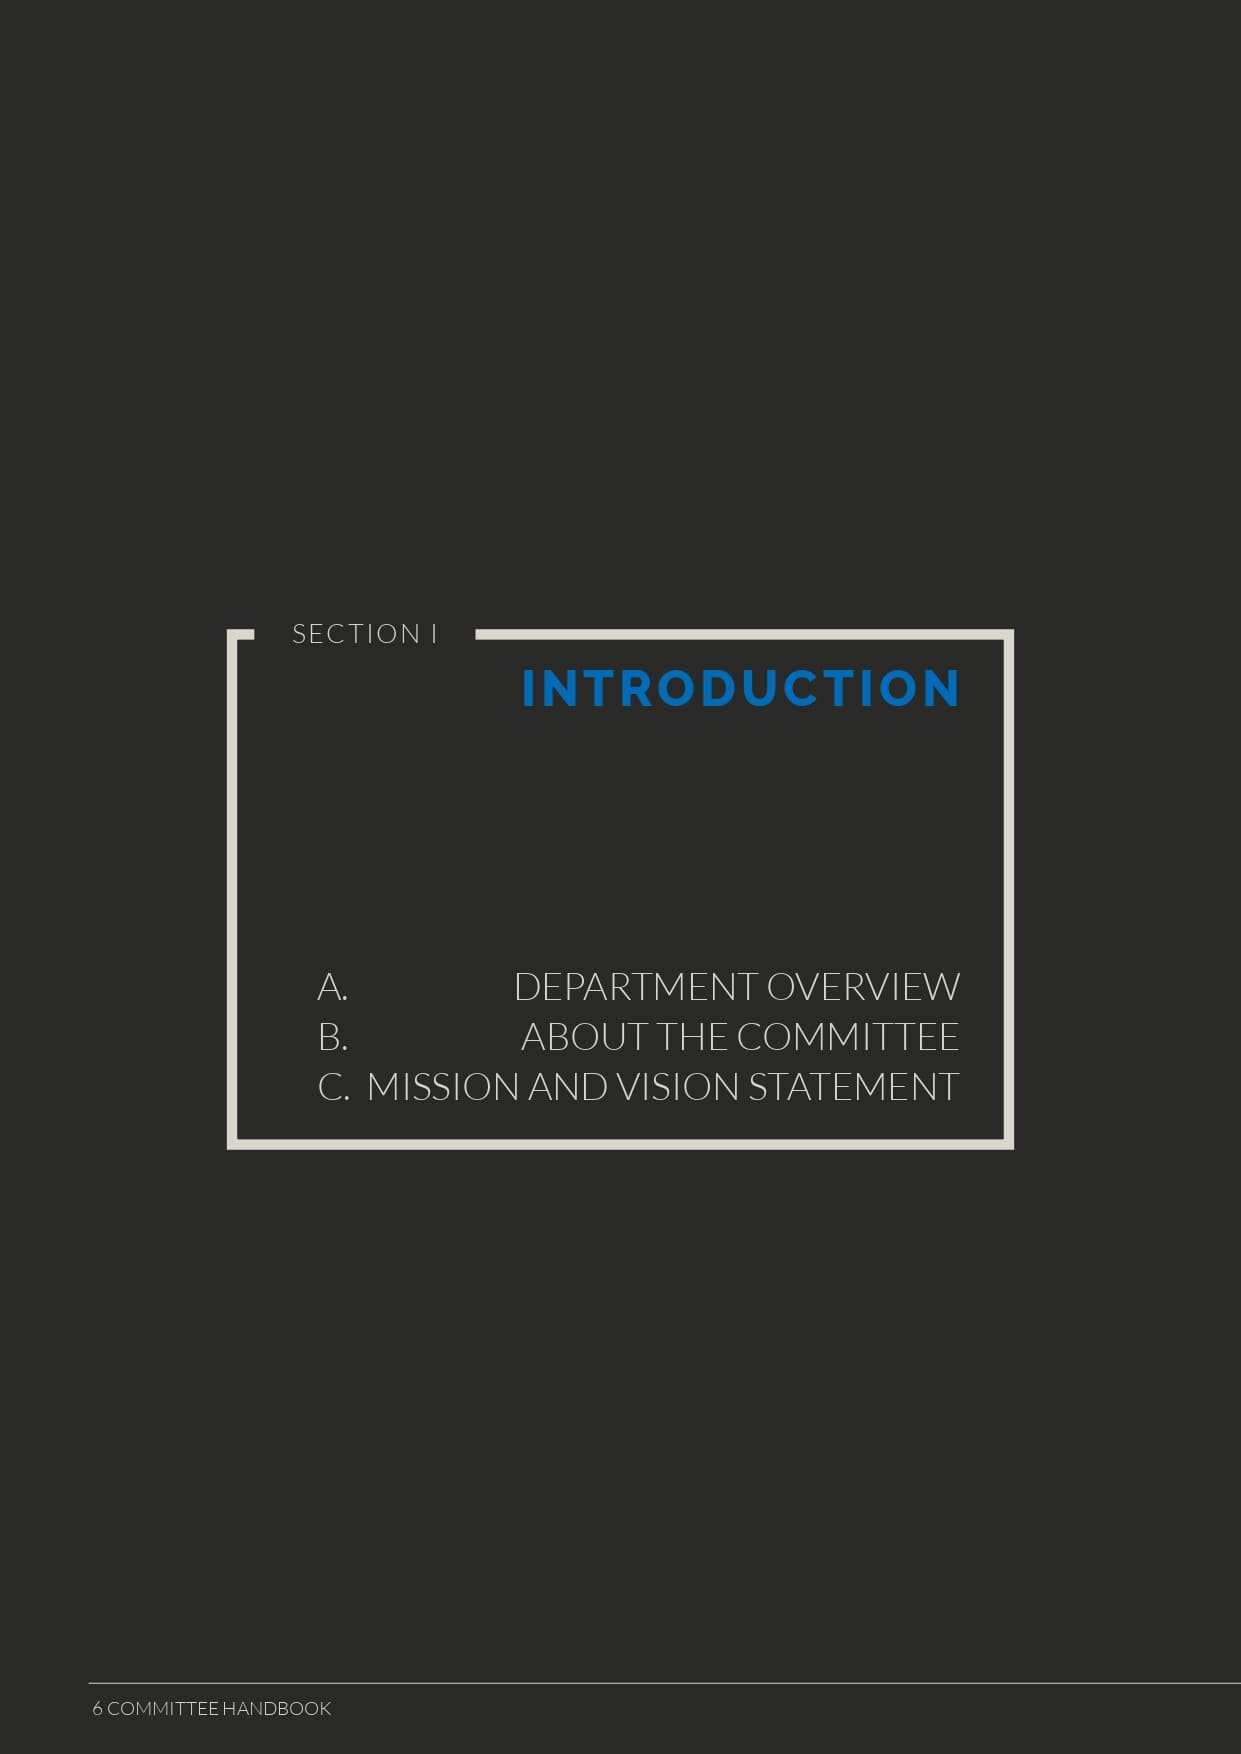 SECTION I
INTRODUCTION
A. DEPARTMENT OVERVIEW
B. ABOUT THE COMMITTEE
C. MISSION AND VISION STATEMENT
6 COMMITTEE HANDBOOK